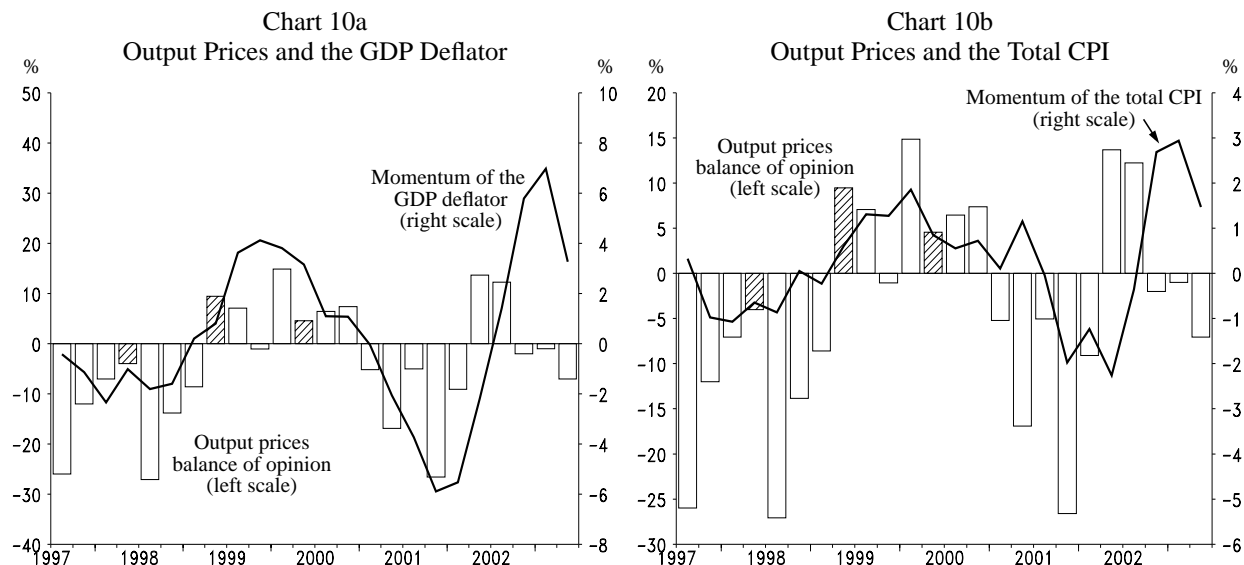 Chart 10a
Output Prices and the GDP Deflator
%
%
50
40
30
20
10
0
-10
-20
-30
-40
10
8
6
4
2
0
-2
-4
-6
-8
Momentum of the
GDP deflator
(right scale)
Output prices
balance of opinion
(left scale)
1997 1998 1999 2000 2001 2002
Chart 10b
Output Prices and the Total CPI
%
%
20
15
10
5
0
-5
-10
-15
-20
-25
-30
4
3
2
1
0
-1
-2
-3
-4
-5
-6
Momentum of the total CPI
(right scale)
Output prices
balance of opinion
(left scale)
1997 1998 1999 2000 2001 2002